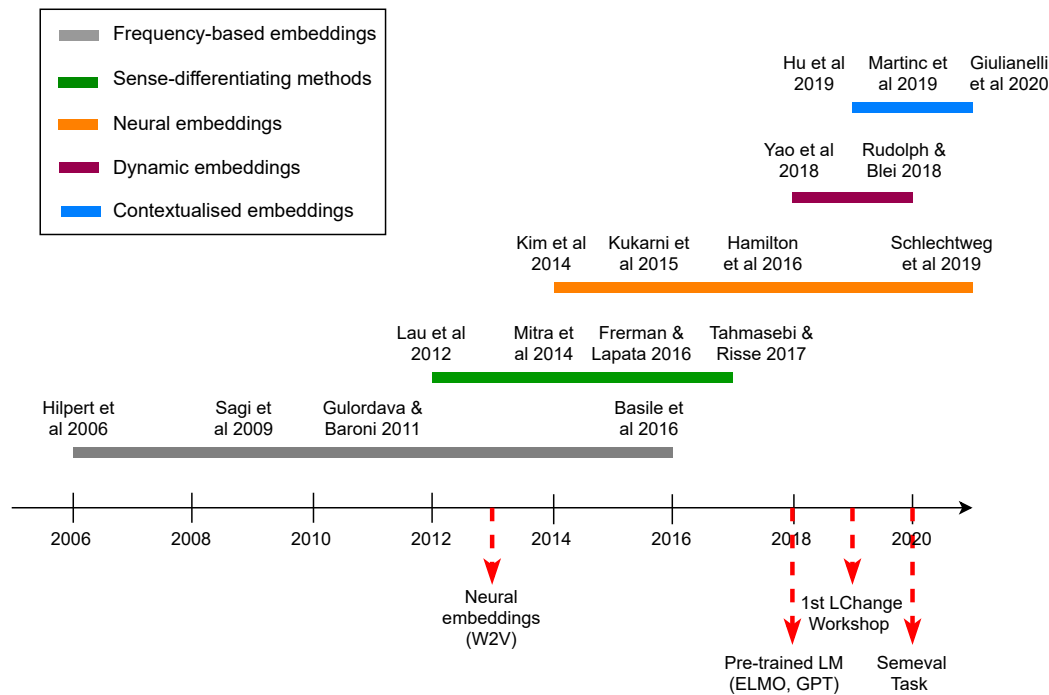 Frequency-based embeddings
Sense-differentiating methods
Neural embeddings
Dynamic embeddings
Contextualised embeddings
Hu et al
2019
Martinc et
al 2019
Giulianelli
et al 2020
Yao et al
2018
Rudolph &
Blei 2018
Kim et al
2014
Kukarni et
al 2015
Hamilton
et al 2016
Schlechtweg
et al 2019
Lau et al
2012
Mitra et
al 2014
Frerman &
Lapata 2016
Tahmasebi &
Risse 2017
Hilpert et
al 2006
Sagi et
al 2009
Gulordava &
Baroni 2011
Basile et
al 2016
2006
2008
2010
2012
2014
2016
2018
2020
Neural
embeddings
(W2V)
1st LChange
Workshop
Pre-trained LM
(ELMO, GPT)
Semeval
Task